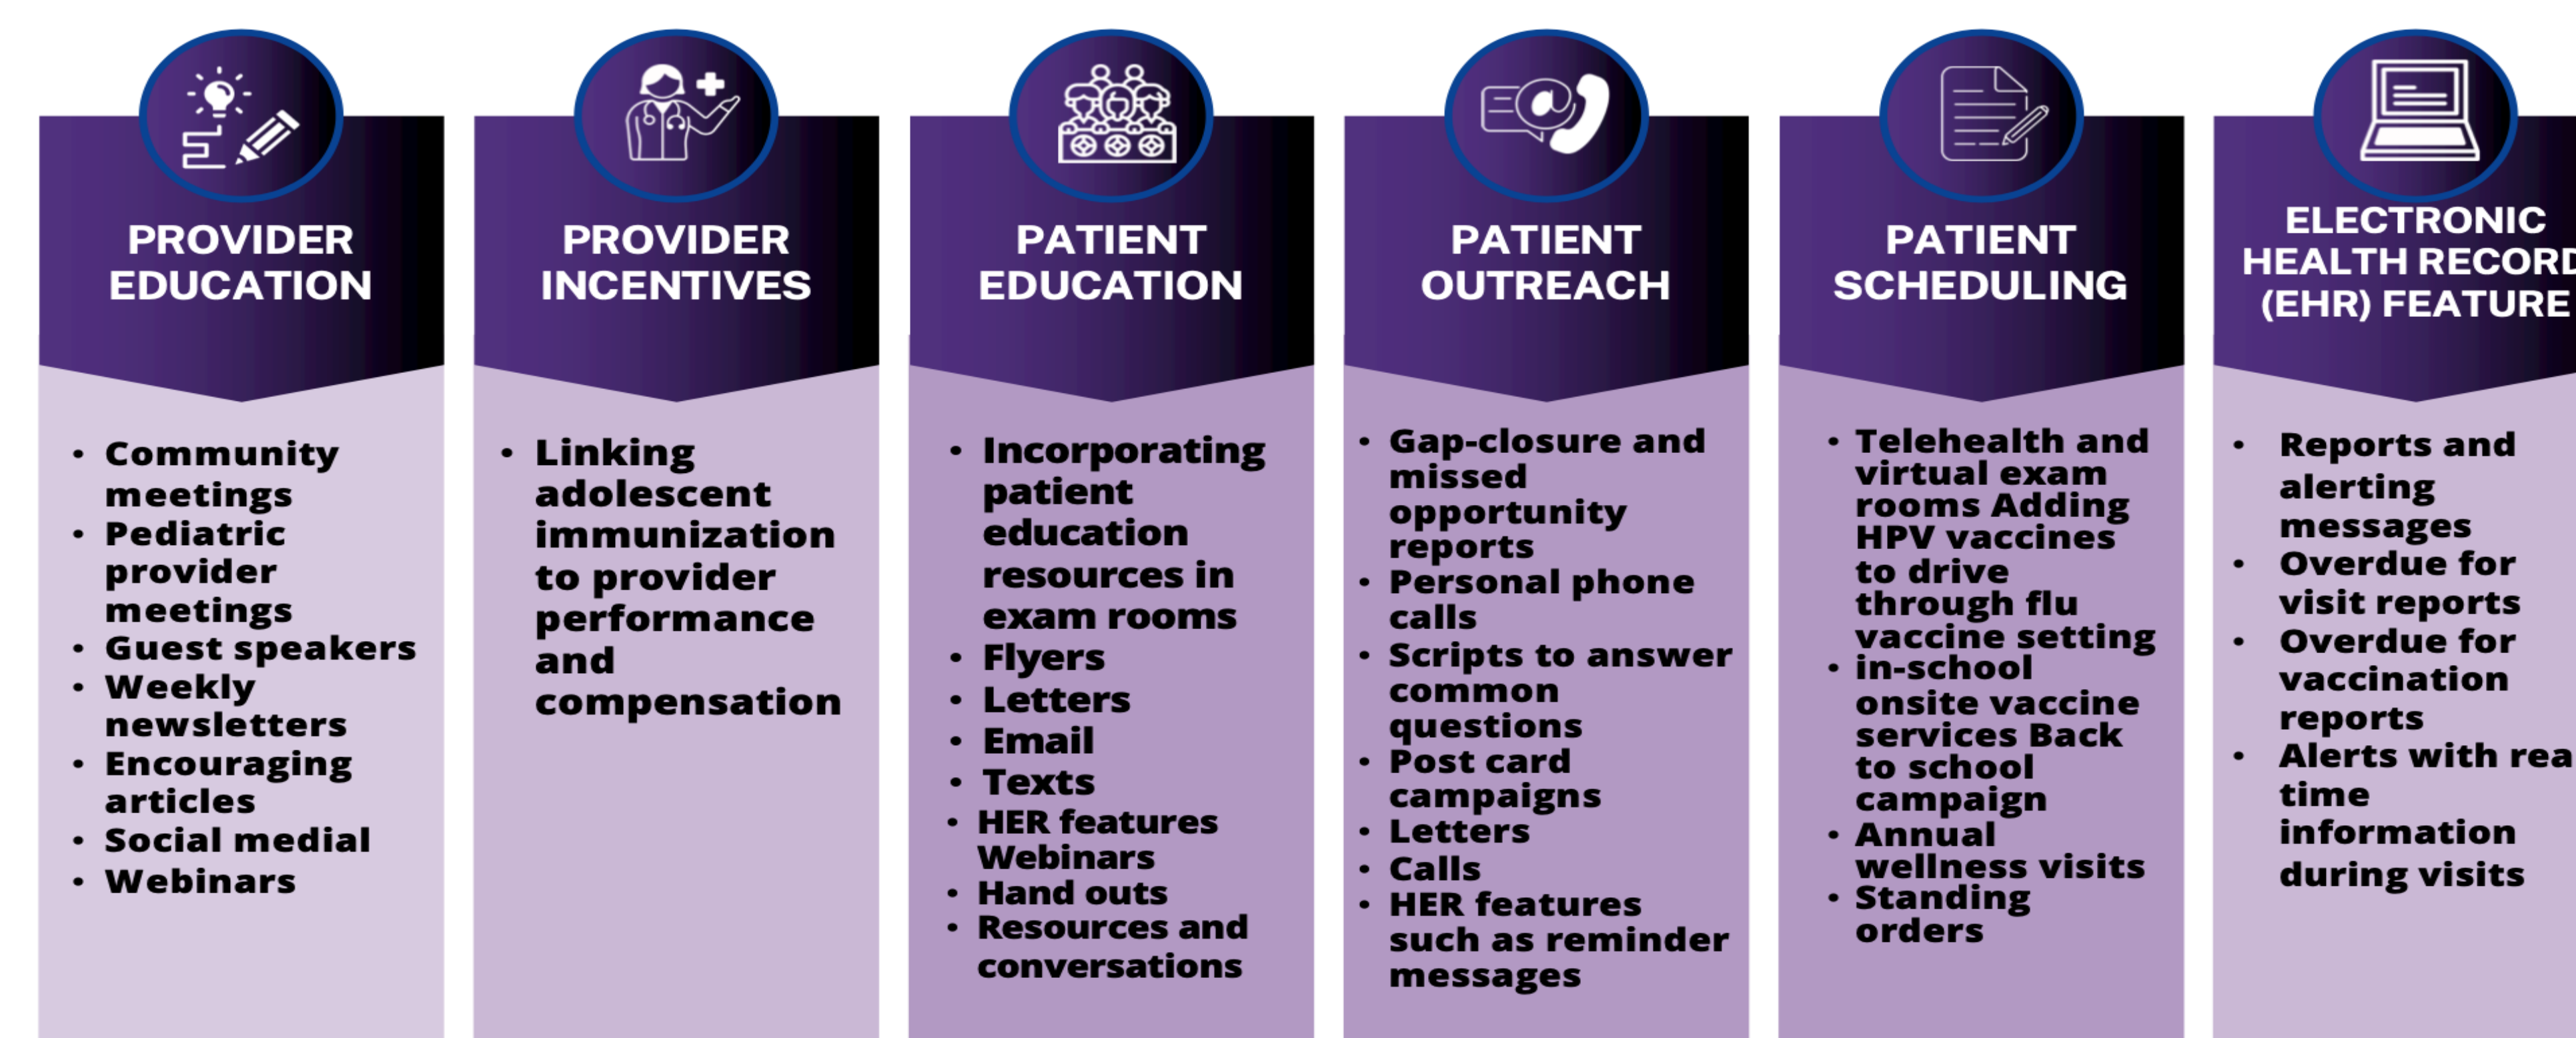 PROVIDER
EDUCATION
• Community
meetings
• Pediatric
provider
meetings
• Guest speakers
• Weekly
newsletters
• Encouraging
articles
• Social medial
• Webinars
PROVIDER
INCENTIVES
• Linking
adolescent
immunization
to provider
performance
and
compensation
PATIENT
EDUCATION
• Incorporating
patient
education
resources in
exam rooms
• Flyers
• Letters
• Email
• Texts
• HER features
Webinars
• Hand outs
• Resources and
conversations
PATIENT
OUTREACH
• Gap-closure and
missed
opportunity
reports
• Personal phone
calls
• Scripts to answer
common
questions
• Post card
campaigns
• Letters
• Calls
• HER features
such as reminder
messages
PATIENT
SCHEDULING
• Telehealth and
virtual exam
rooms Adding
HPV vaccines
to drive
through flu
vaccine setting
• in-school
onsite vaccine
services Back
to school
campaign
• Annual
wellness visits
• Standing
orders
ELECTRONIC
HEALTH RECORD
(EHR) FEATURE
• Reports and
alerting
messages
• Overdue for
visit reports
• Overdue for
vaccination
reports
• Alerts with rea
time
information
during visits